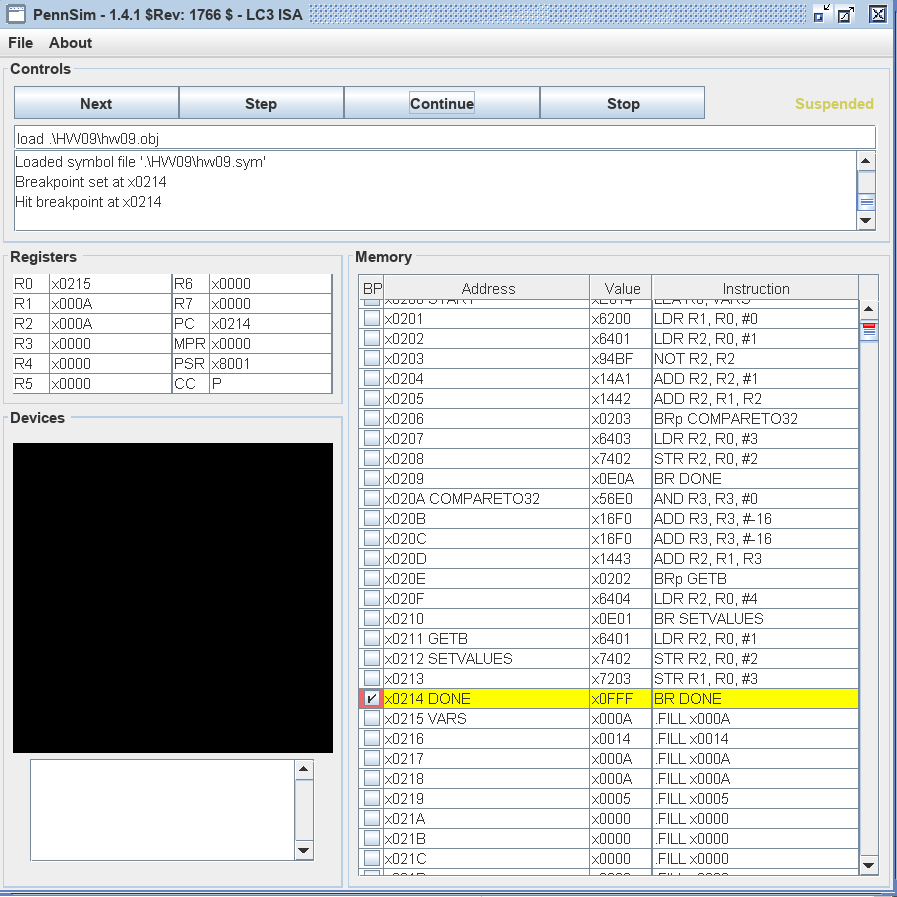 PennSim - 1.4.1 $Rev: 1766 $ - LC3 ISA
File About
Controls
Next Step Continue Stop Suspended
load .\HW09\hw09.obj
Loaded symbol file '.\HW09\hw09.sym'
Breakpoint set at x0214
Hit breakpoint at x0214
Registers
R0 x0215 R6 x0000
R1 x000A R7 x0000
R2 x000A PC x0214
R3 x0000 MPR x0000
R4 x0000 PSR x8001
R5 x0000 CC P
Devices
Memory
BP Address Value Instruction
x0200 START xE014 LEA R0, VARS
x0201 x6200 LDR R1, R0, #0
x0202 x6401 LDR R2, R0, #1
x0203 x94BF NOT R2, R2
x0204 x14A1 ADD R2, R2, #1
x0205 x1442 ADD R2, R1, R2
x0206 x0203 BRp COMPARETO32
x0207 x6403 LDR R2, R0, #3
x0208 x7402 STR R2, R0, #2
x0209 x0E0A BR DONE
x020A COMPARETO32 x56E0 AND R3, R3, #0
x020B x16F0 ADD R3, R3, #-16
x020C x16F0 ADD R3, R3, #-16
x020D x1443 ADD R2, R1, R3
x020E x0202 BRp GETB
x020F x6404 LDR R2, R0, #4
x0210 x0E01 BR SETVALUES
x0211 GETB x6401 LDR R2, R0, #1
x0212 SETVALUES x7402 STR R2, R0, #2
x0213 x7203 STR R1, R0, #3
x0214 DONE x0FFF BR DONE
x0215 VARS x000A .FILL x000A
x0216 x0014 .FILL x0014
x0217 x000A .FILL x000A
x0218 x000A .FILL x000A
x0219 x0005 .FILL x0005
x021A x0000 .FILL x0000
x021B x0000 .FILL x0000
x021C x0000 .FILL x0000